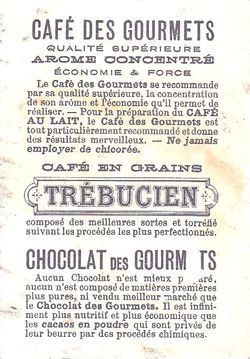 CAFÉ DES GOURMETS
QUALITÉ SUPÉRIEURE
AROME CONCENTRÉ
ÉCONOMIE & FORCE
Le Café des Gourmets se recommande
par sa qualité supérieure, la concentration
de son arôme et l'économie qu'il permet de
réaliser. — Pour la préparation du CAFÉ
AU LAIT, le Café des Gourmets est
tout particulièrement recommandé et donne
des résultats merveilleux. — Ne jamais
employer de chicorée.
CAFÉ EN GRAINS
TRÉBUCIEN
composé des meilleures sortes et torréfié
suivant les procédés les plus perfectionnés.
CHOCOLAT DES GOURM TS
Aucun Chocolat n'est mieux
aucun n'est composé de matières premières
plus pures, ni vendu meilleur marché que
le Chocolat des Gourmets. Il est infini-
ment plus nutritif et plus économique que
les cacaos en poudre qui sont privés de
leur beurre par des procédés chimiques.